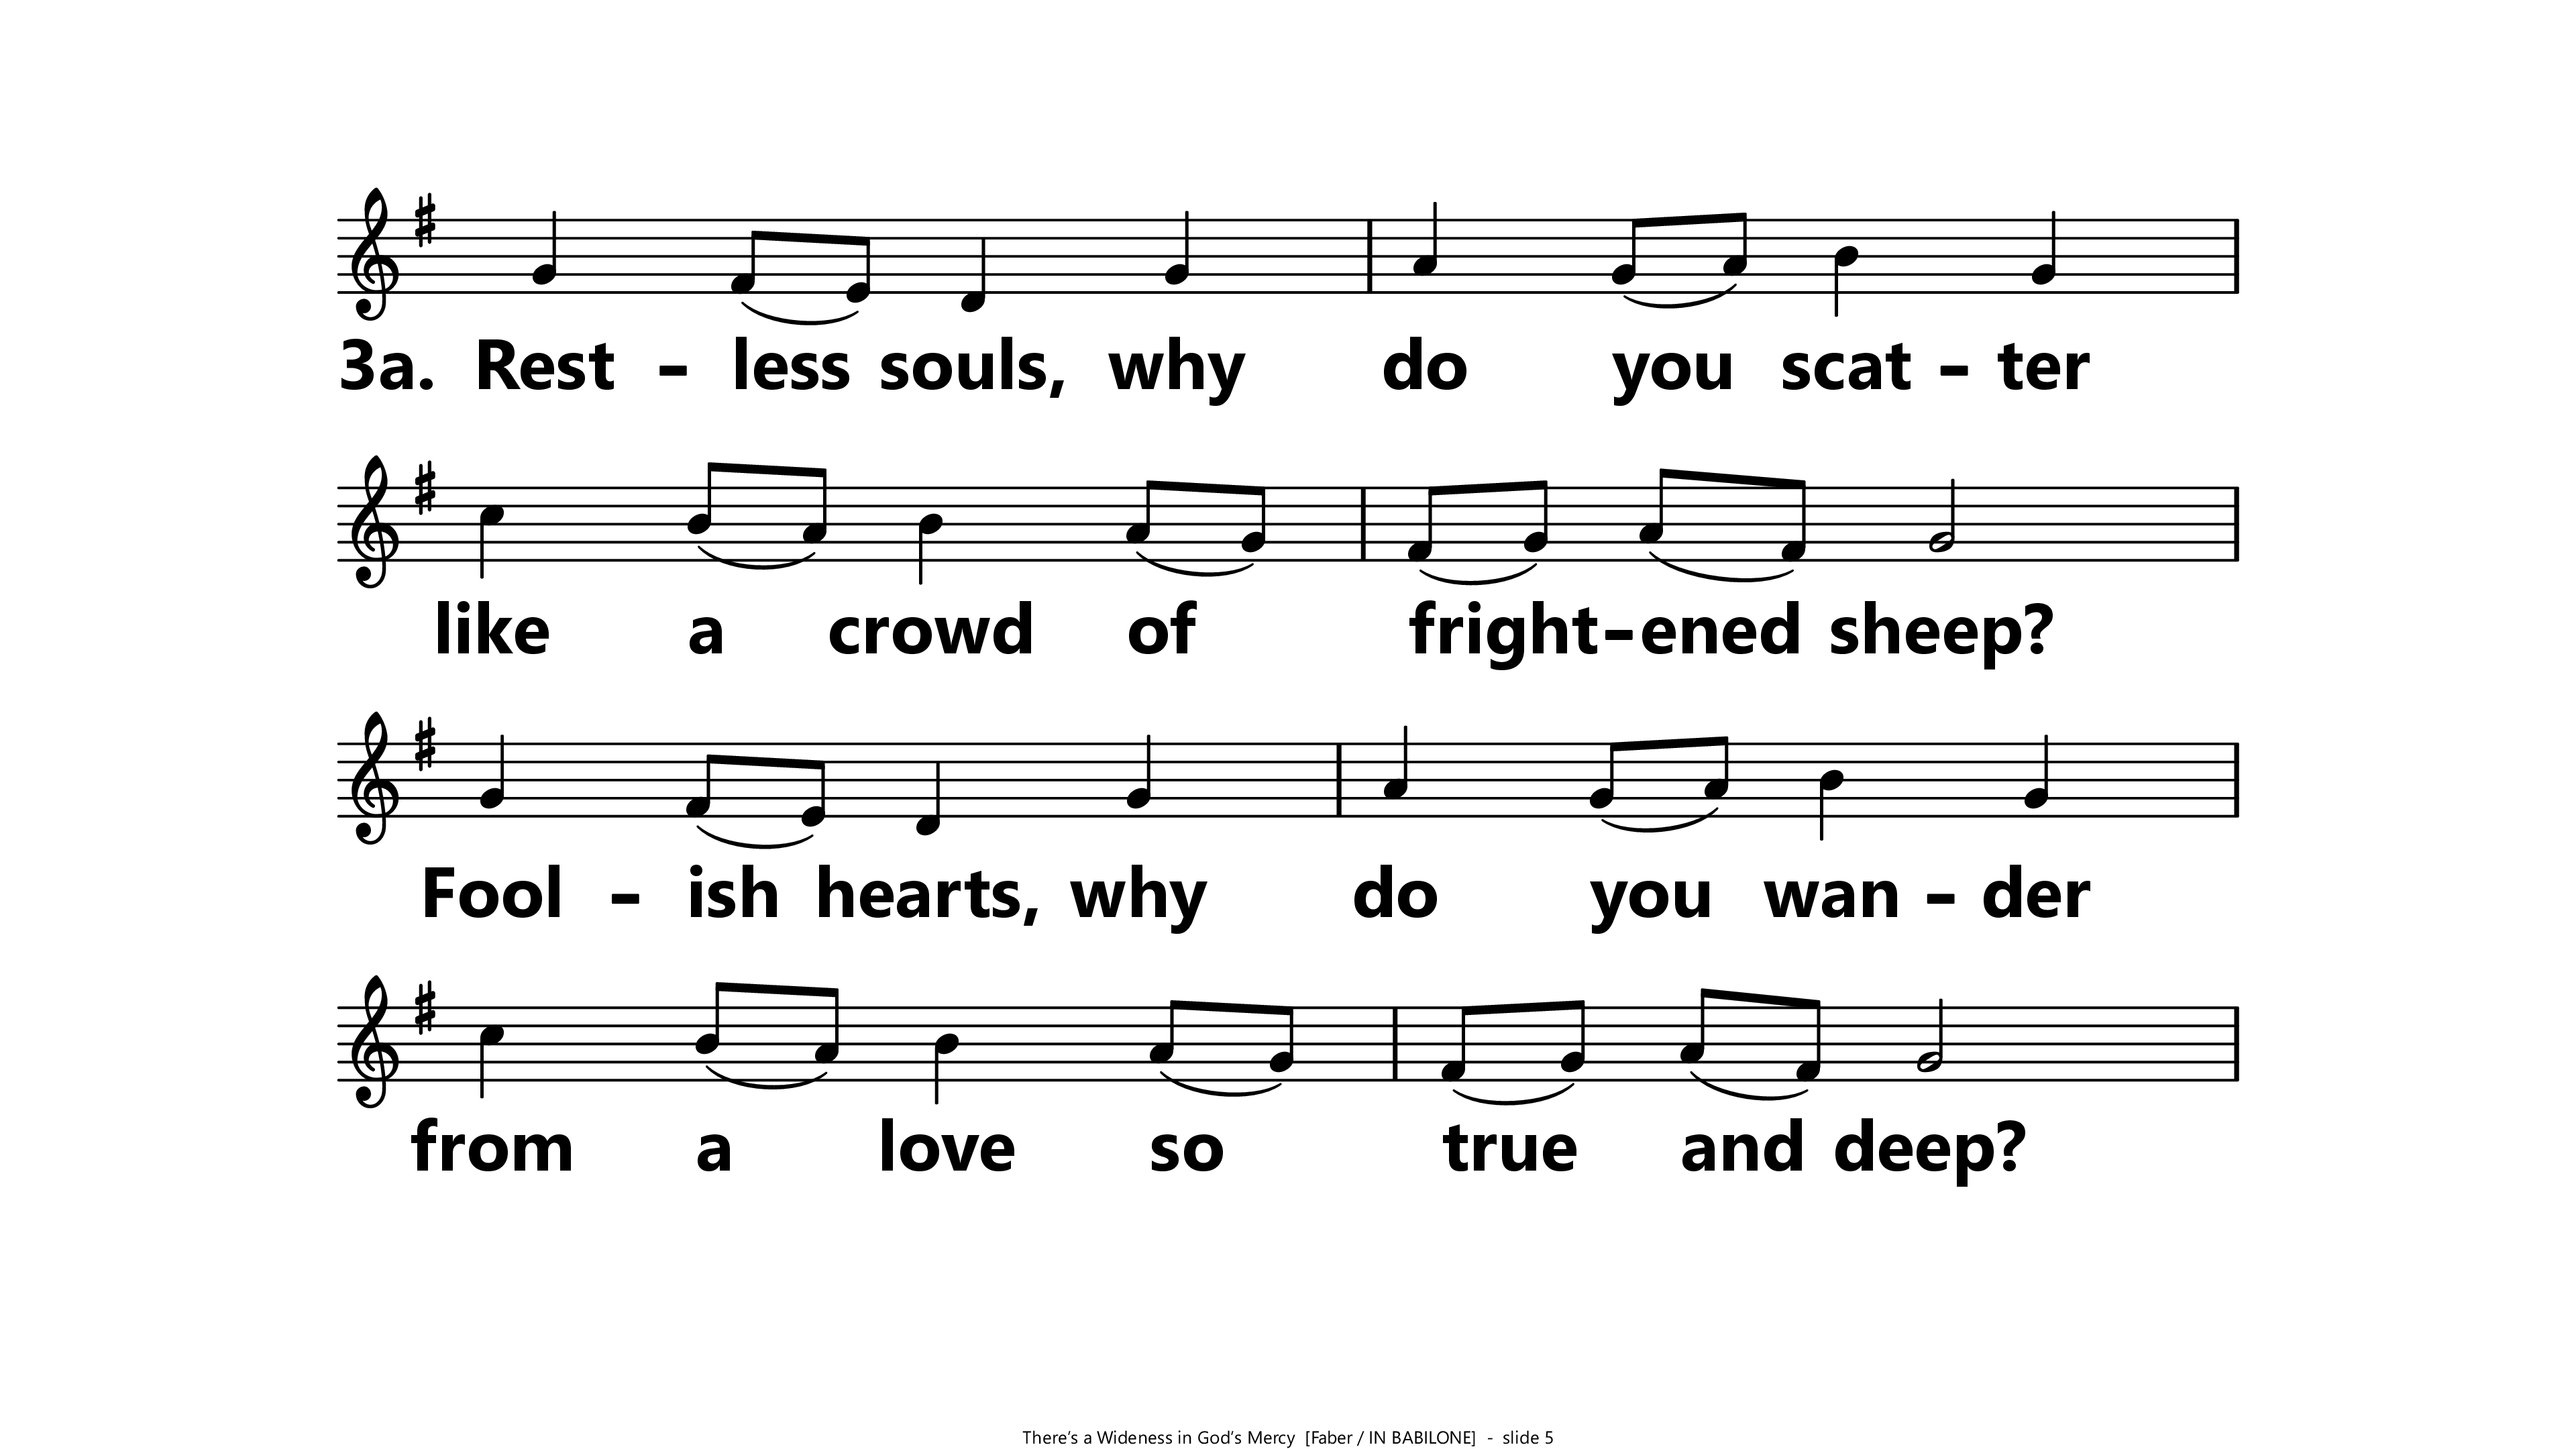 3a. Rest - less souls, why do you scat - ter
like a crowd of fright-ened sheep?
Fool - ish hearts, why do you wan - der
from a love so true and deep?
There’s a Wideness in God’s Mercy [Faber / IN BABILONE] - slide 5